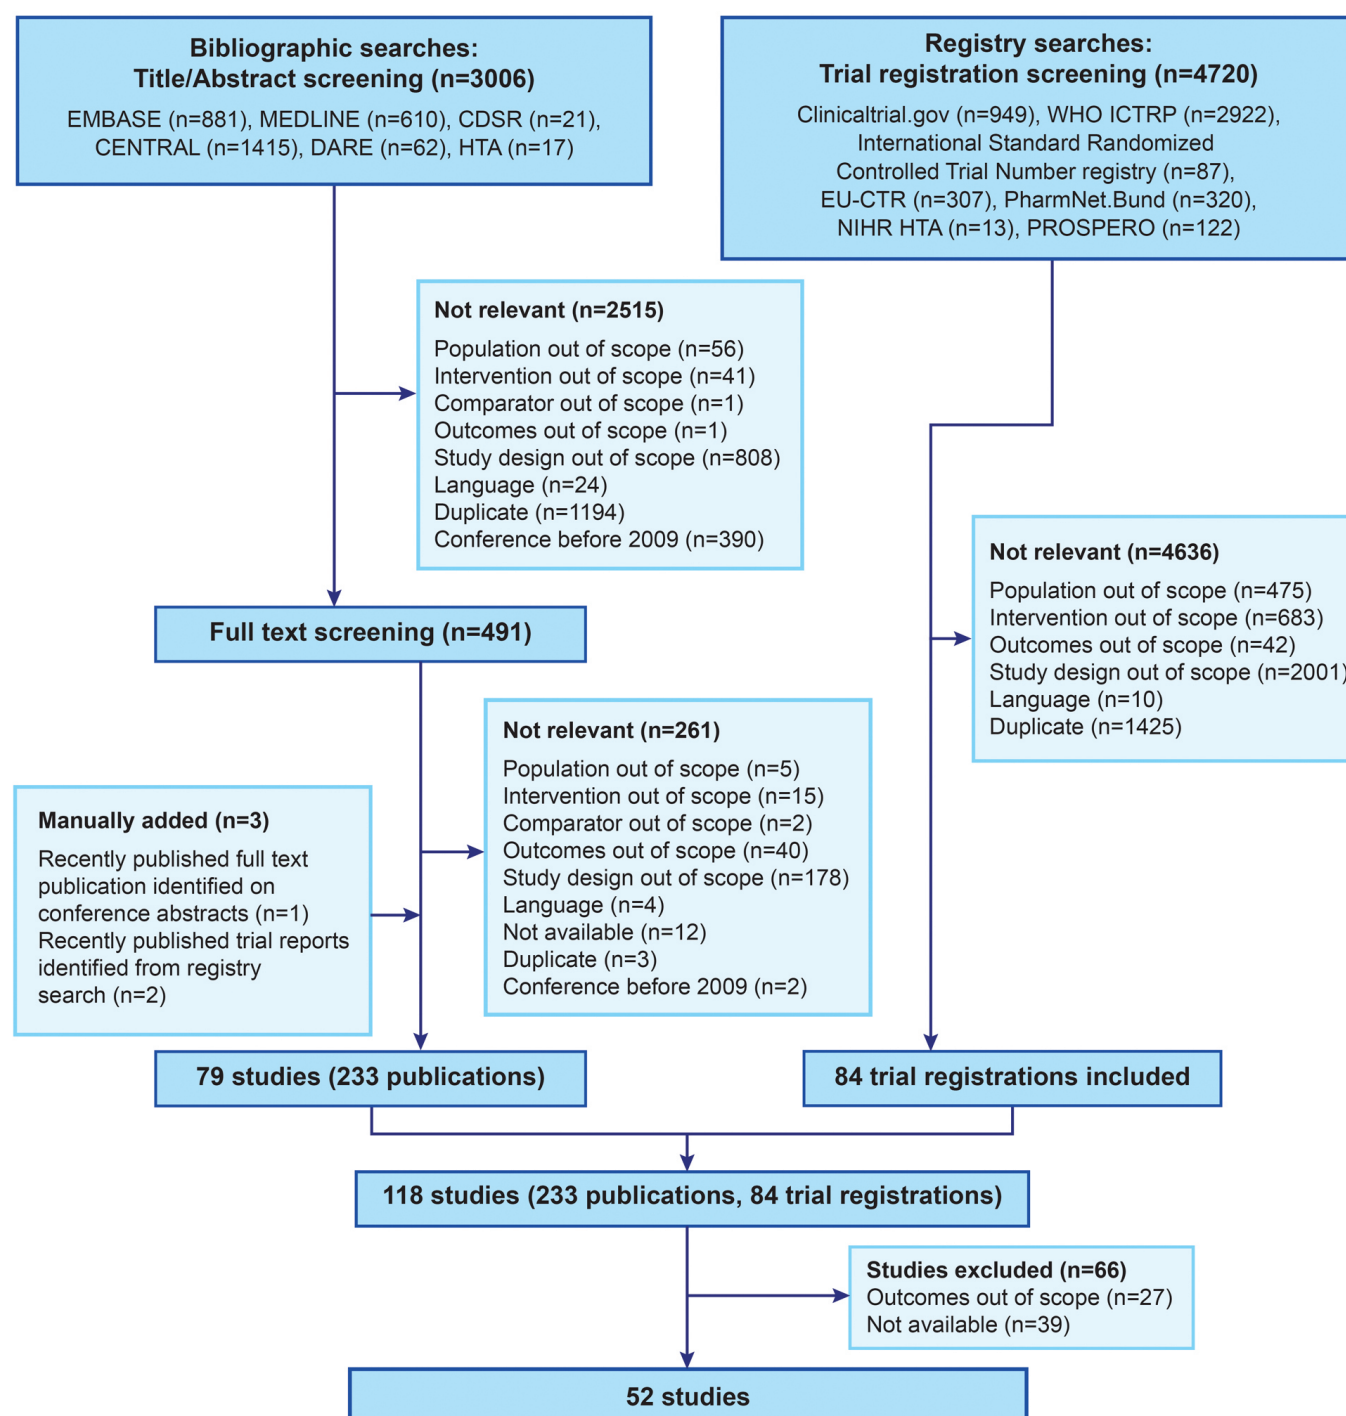 Bibliographic searches:
Title/Abstract screening (n=3006)
EMBASE (n=881), MEDLINE (n=610), CDSR (n=21),
CENTRAL (n=1415), DARE (n=62), HTA (n=17)
Registry searches:
Trial registration screening (n=4720)
Clinicaltrial.gov (n=949), WHO ICTRP (n=2922),
International Standard Randomized
Controlled Trial Number registry (n=87),
EU-CTR (n=307), PharmNet.Bund (n=320),
NIHR HTA (n=13), PROSPERO (n=122)
Not relevant (n=2515)
Population out of scope (n=56)
Intervention out of scope (n=41)
Comparator out of scope (n=1)
Outcomes out of scope (n=1)
Study design out of scope (n=808)
Language (n=24)
Duplicate (n=1194)
Conference before 2009 (n=390)
Not relevant (n=4636)
Population out of scope (n=475)
Intervention out of scope (n=683)
Outcomes out of scope (n=42)
Study design out of scope (n=2001)
Language (n=10)
Duplicate (n=1425)
Full text screening (n=491)
Not relevant (n=261)
Population out of scope (n=5)
Intervention out of scope (n=15)
Comparator out of scope (n=2)
Outcomes out of scope (n=40)
Study design out of scope (n=178)
Language (n=4)
Not available (n=12)
Duplicate (n=3)
Conference before 2009 (n=2)
Manually added (n=3)
Recently published full text
publication identified on
conference abstracts (n=1)
Recently published trial reports
identified from registry
search (n=2)
79 studies (233 publications)
84 trial registrations included
118 studies (233 publications, 84 trial registrations)
Studies excluded (n=66)
Outcomes out of scope (n=27)
Not available (n=39)
52 studies